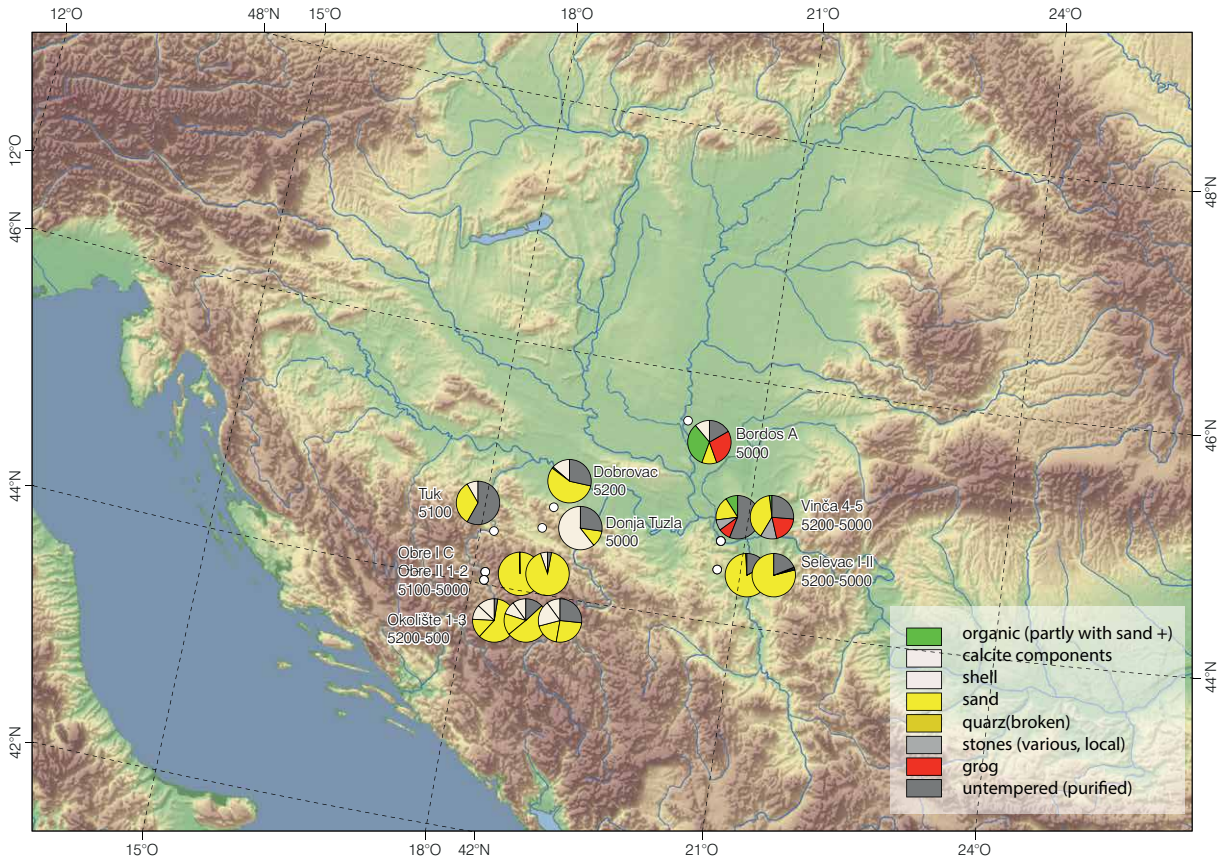 12°O
48°N
15°O
18°O
21°O
24°O
12°O
46°N
44°N
42°N
48°N
46°N
44°N
Bordos A
5000
Dobrovac
5200
Tuk
5100
Vinča 4-5
5200-5000
Donja Tuzla
5000
Obre I C
Obre II 1-2
5100-5000
Selevac I-II
5200-5000
Okolište 1-3
5200-500
organic (partly with sand +)
calcite components
shell
sand
quarz(broken)
stones (various, local)
grog
untempered (purified)
15°O
18°O
42°N
21°O
24°O